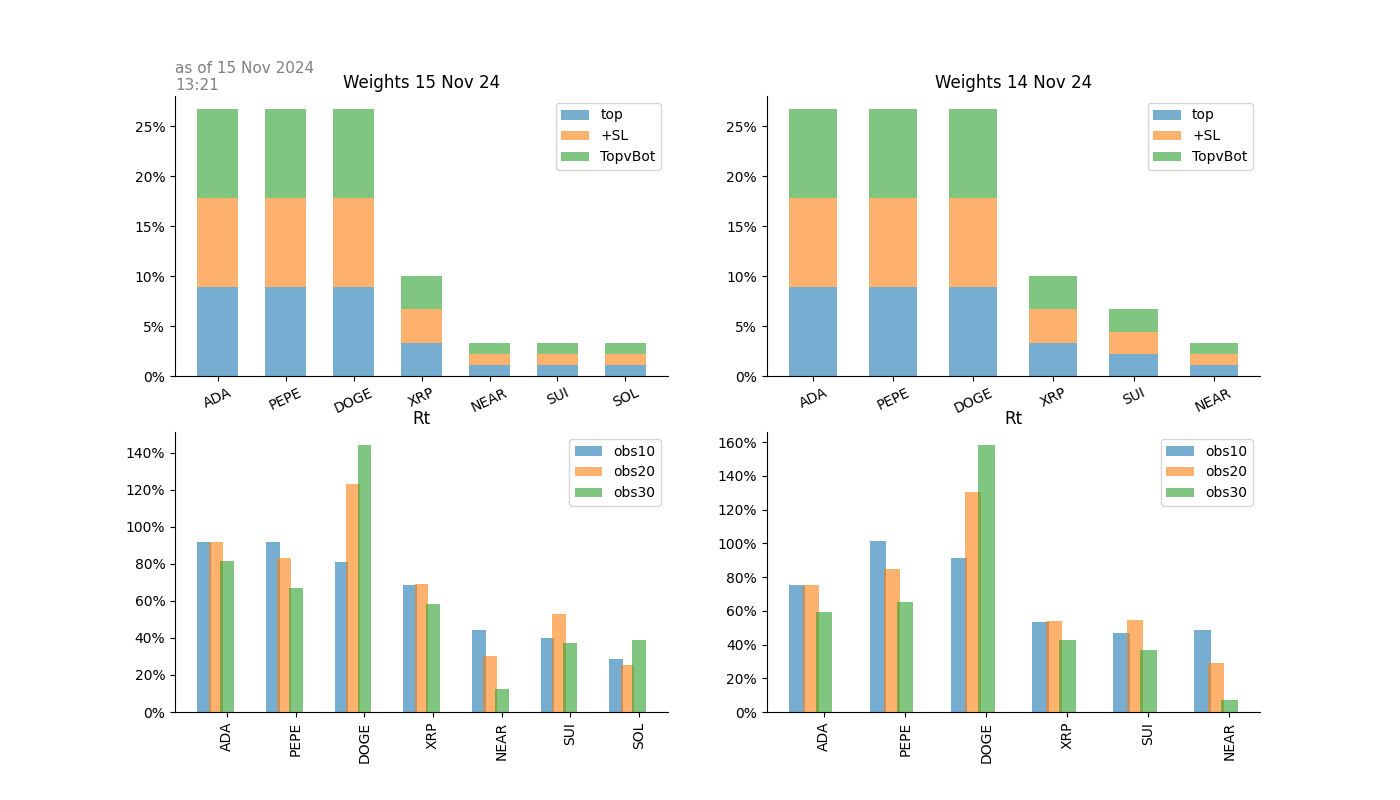 as of 15 Nov 2024
13:21
Weights 15 Nov 24
25%
20%
15%
10%
5%
0%
top
+SL
TopvBot
ADA
PEPE
DOGE
XRP
NEAR
SUI
SOL
Weights 14 Nov 24
25%
20%
15%
10%
5%
0%
top
+SL
TopvBot
ADA
PEPE
DOGE
XRP
SUI
NEAR
Rt
140%
120%
100%
80%
60%
40%
20%
0%
obs10
obs20
obs30
ADA
PEPE
DOGE
XRP
NEAR
SUI
SOL
Rt
160%
140%
120%
100%
80%
60%
40%
20%
0%
obs10
obs20
obs30
ADA
PEPE
DOGE
XRP
SUI
NEAR